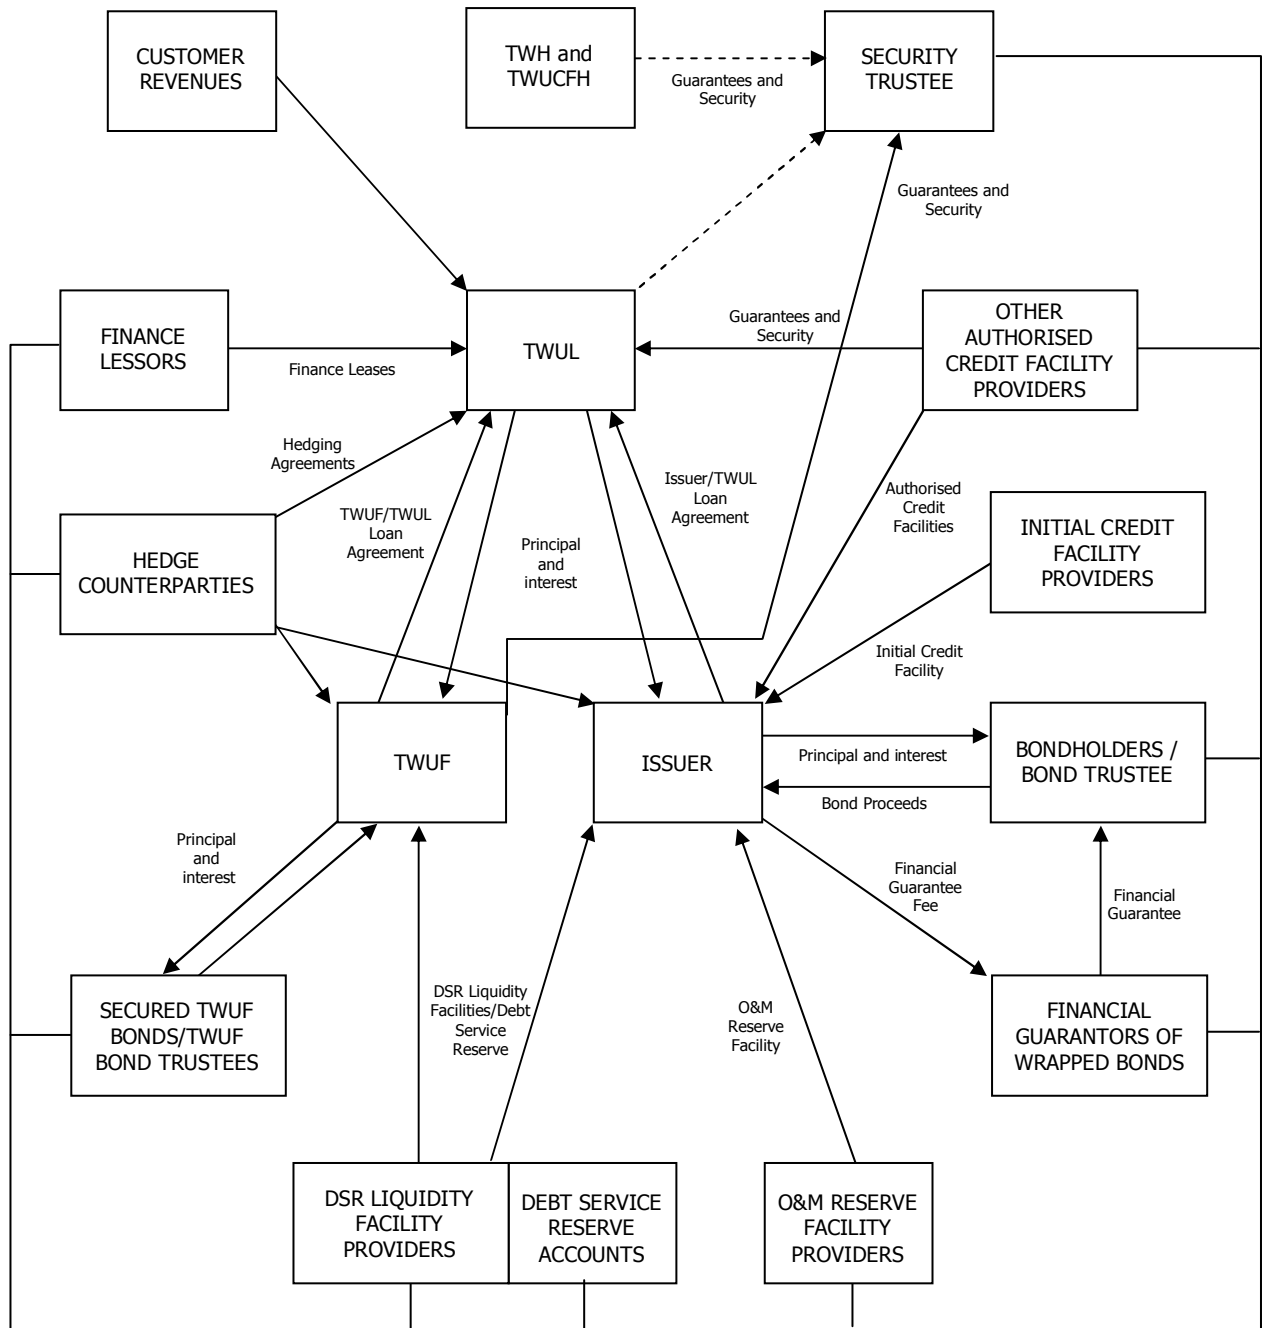 CUSTOMER
REVENUES
TWH and
TWUCFH
Guarantees and
Security
SECURITY
TRUSTEE
Guarantees and
Security
FINANCE
LESSORS
Finance Leases
TWUL
Guarantees and
Security
OTHER
AUTHORISED
CREDIT FACILITY
PROVIDERS
Hedging
Agreements
HEDGE
COUNTERPARTIES
TWUF/TWUL
Loan
Agreement
Principal
and
interest
Issuer/TWUL
Loan
Agreement
Authorised
Credit
Facilities
INITIAL CREDIT
FACILITY
PROVIDERS
Initial Credit
Facility
TWUF
ISSUER
Principal and interest
Bond Proceeds
BONDHOLDERS /
BOND TRUSTEE
Principal
and
interest
Financial
Guarantee
Fee
Financial
Guarantee
SECURED TWUF
BONDS/TWUF
BOND TRUSTEES
DSR Liquidity
Facilities/Debt
Service
Reserve
O&M
Reserve
Facility
FINANCIAL
GUARANTORS OF
WRAPPED BONDS
DSR LIQUIDITY
FACILITY
PROVIDERS
DEBT SERVICE
RESERVE
ACCOUNTS
O&M RESERVE
FACILITY
PROVIDERS